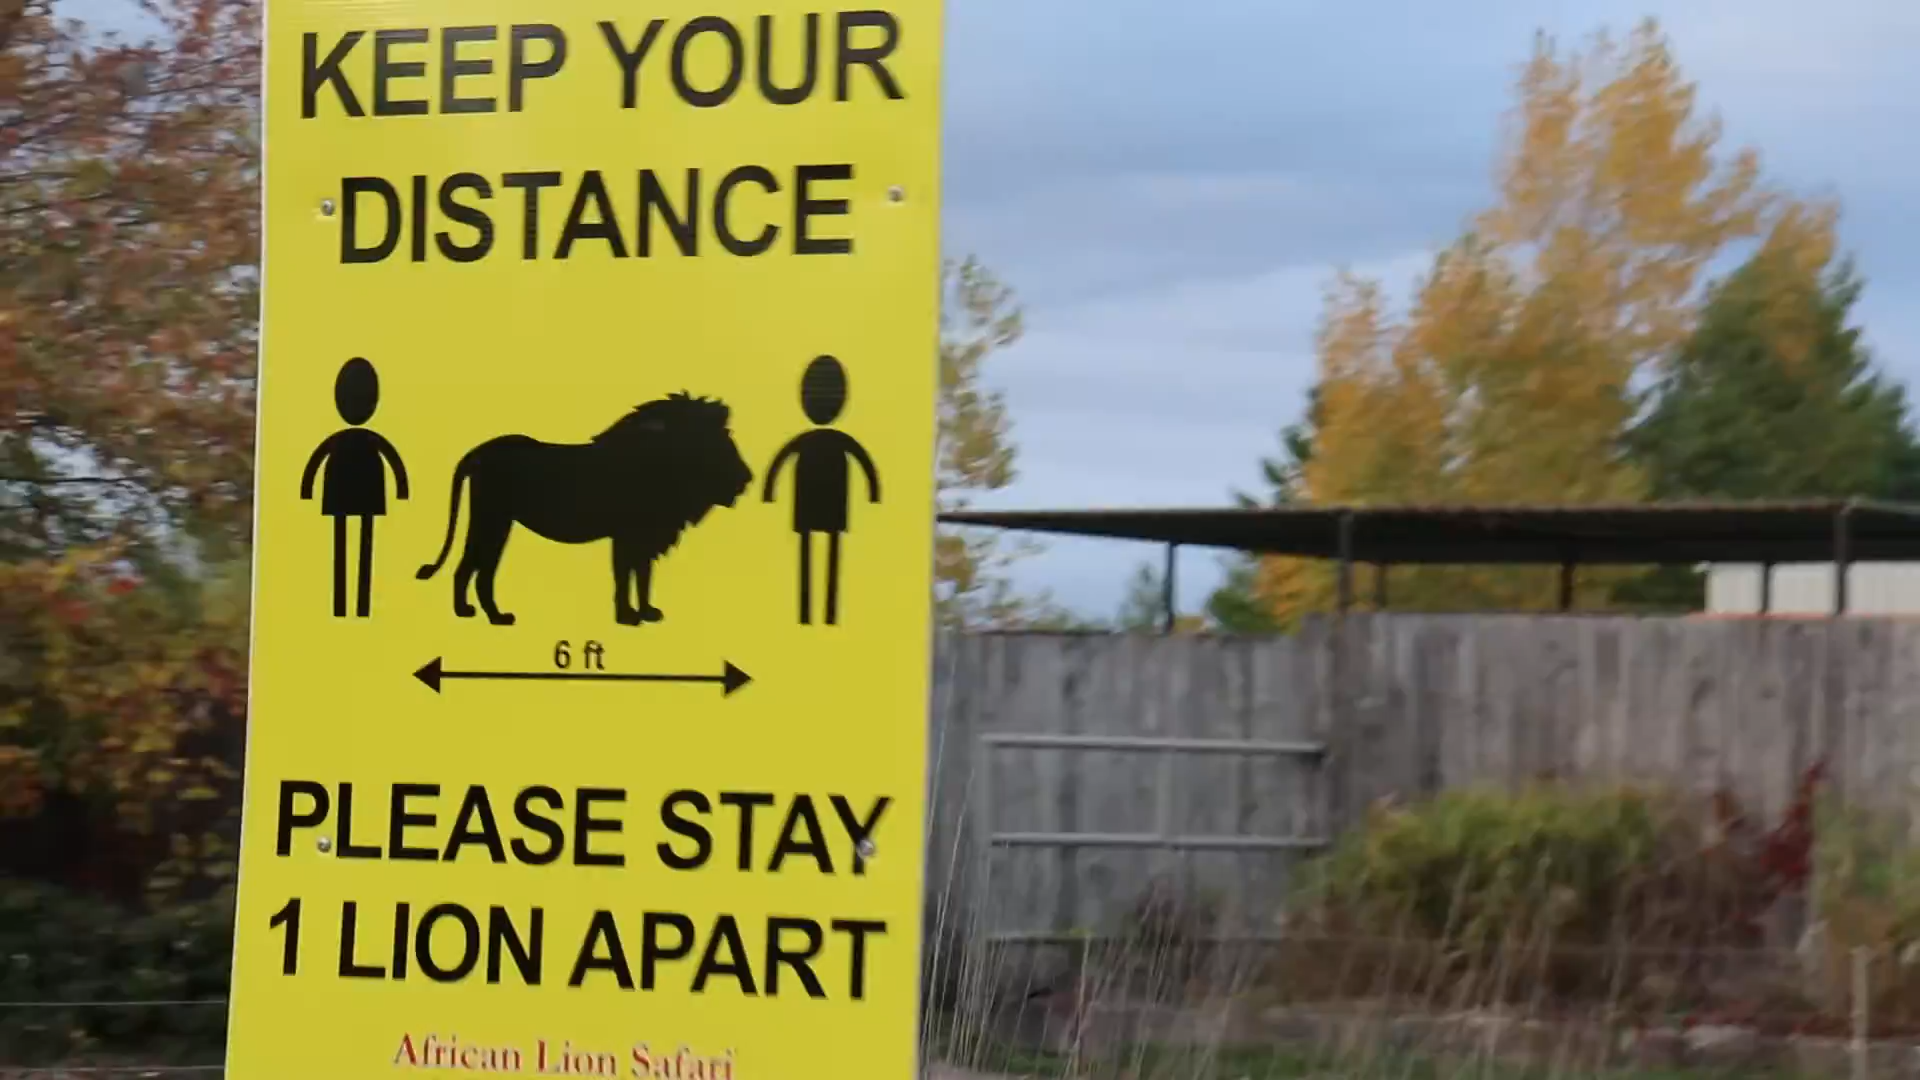 KEEP YOUR
DISTANCE
6 ft
PLEASE STAY
1 LION APART
African Lion Safari